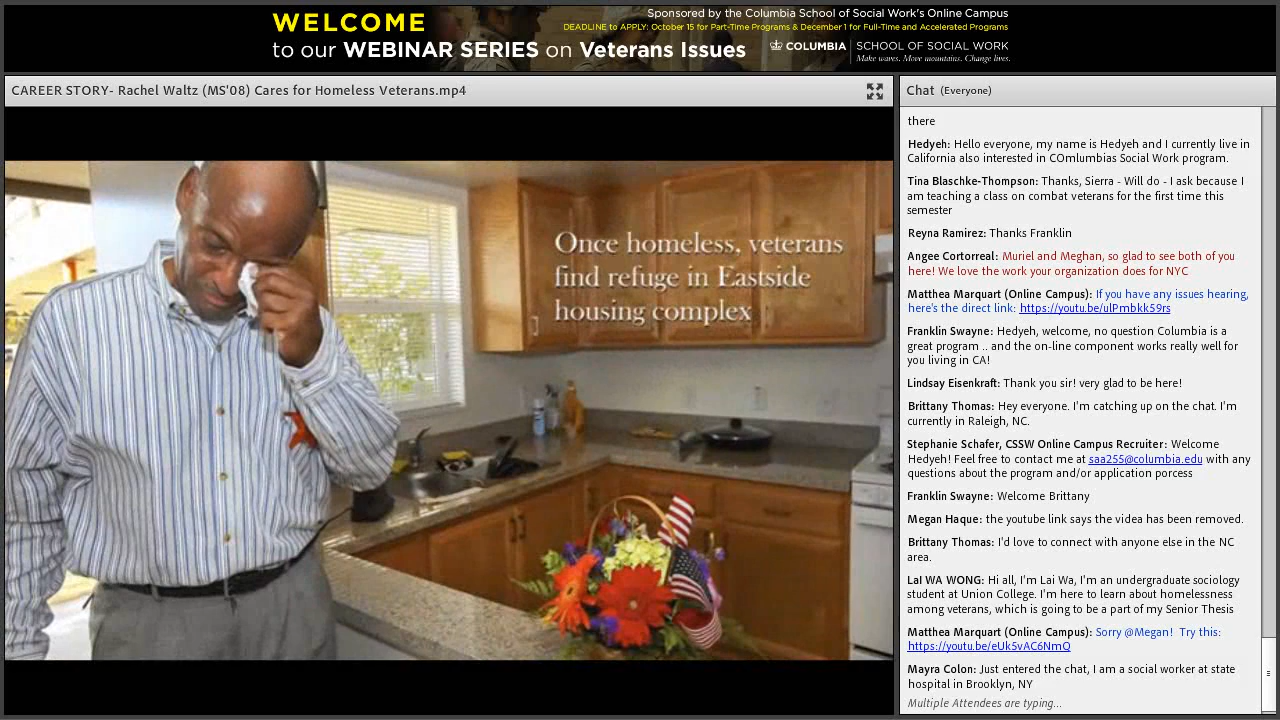 WELCOME
to our WEBINAR SERIES on Veterans Issues
Sponsored by the Columbia School of Social Work's Online Campus
DEADLINE to APPLY: October 15 for Part-Time Programs & December 1 for Full-Time and Accelerated Programs
COLUMBIA SCHOOL OF SOCIAL WORK
Make waves. Move mountains. Change lives.
CAREER STORY- Rachel Waltz (MS'08) Cares for Homeless Veterans.mp4
Once homeless, veterans
find refuge in Eastside
housing complex
Chat (Everyone)
there
Hedyeh: Hello everyone, my name is Hedyeh and I currently live in
California also interested in COmlumbias Social Work program.
Tina Blaschke-Thompson: Thanks, Sierra - Will do - I ask because I
am teaching a class on combat veterans for the first time this
semester
Reyna Ramirez: Thanks Franklin
Angee Cortorreal: Muriel and Meghan, so glad to see both of you
here! We love the work your organization does for NYC
Matthea Marquart (Online Campus): If you have any issues hearing,
here's the direct link: https://youtu.be/ulPmbkk59rs
Franklin Swayne: Hedyeh, welcome, no question Columbia is a
great program .. and the on-line component works really well for
you living in CA!
Lindsay Eisenkraft: Thank you sir! very glad to be here!
Brittany Thomas: Hey everyone. I'm catching up on the chat. I'm
currently in Raleigh, NC.
Stephanie Schafer, CSSW Online Campus Recruiter: Welcome
Hedyeh! Feel free to contact me at saa255@columbia.edu with any
questions about the program and/or application porcess
Franklin Swayne: Welcome Brittany
Megan Haque: the youtube link says the videa has been removed.
Brittany Thomas: I'd love to connect with anyone else in the NC
area.
LaI WA WONG: Hi all, I'm Lai Wa, I'm an undergraduate sociology
student at Union College. I'm here to learn about homelessness
among veterans, which is going to be a part of my Senior Thesis
Matthea Marquart (Online Campus): Sorry @Megan! Try this:
https://youtu.be/eUk5vAC6NmQ
Mayra Colon: Just entered the chat, I am a social worker at state
hospital in Brooklyn, NY
Multiple Attendees are typing...